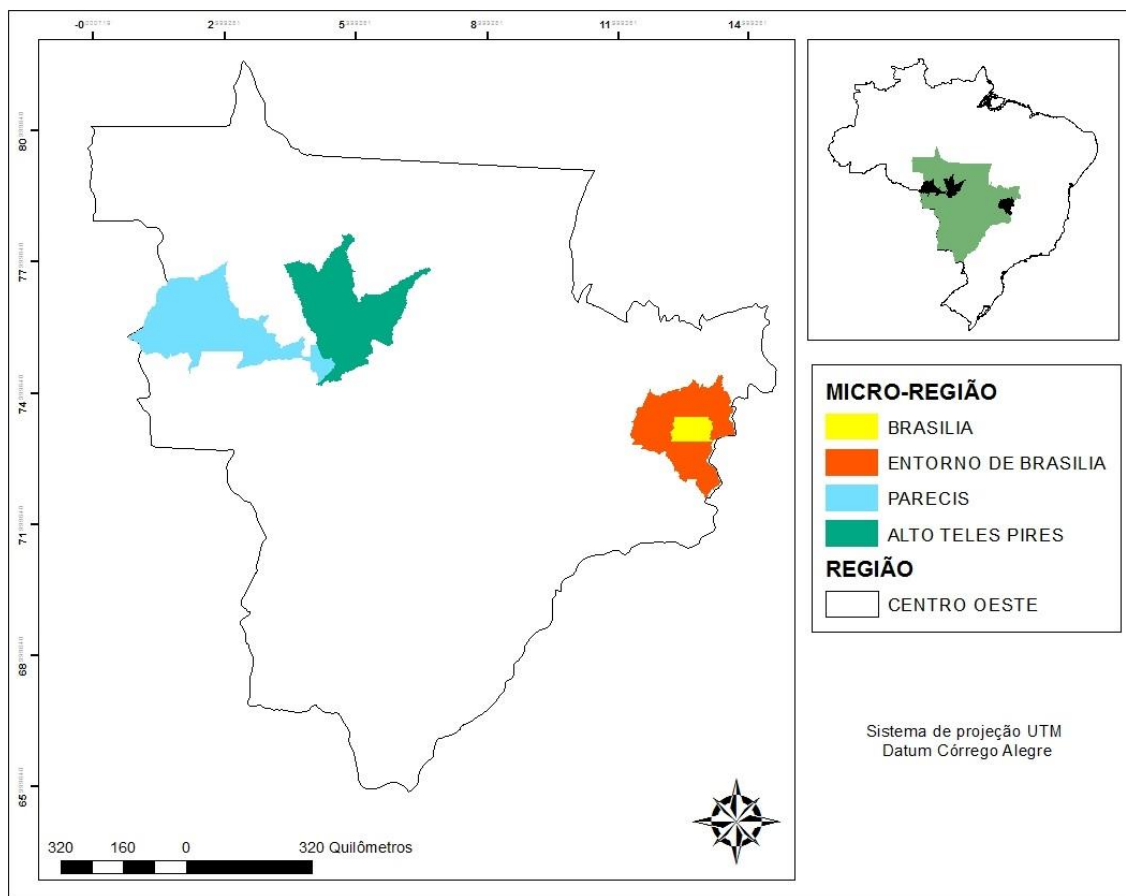 -0
2
5
8
11
14
80
77
74
71
68
65
320 160 0 320 Quilômetros
MICRO-REGIÃO
BRASILIA
ENTORNO DE BRASILIA
PARECIS
ALTO TELES PIRES
REGIÃO
CENTRO OESTE
Sistema de projeção UTM
Datum Córrego Alegre